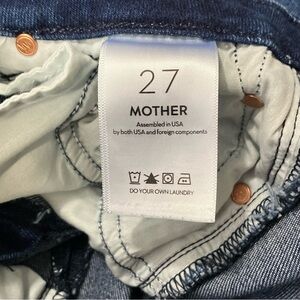 27
MOTHER
Assembled in USA
by both USA and foreign components
DO YOUR OWN LAUNDRY